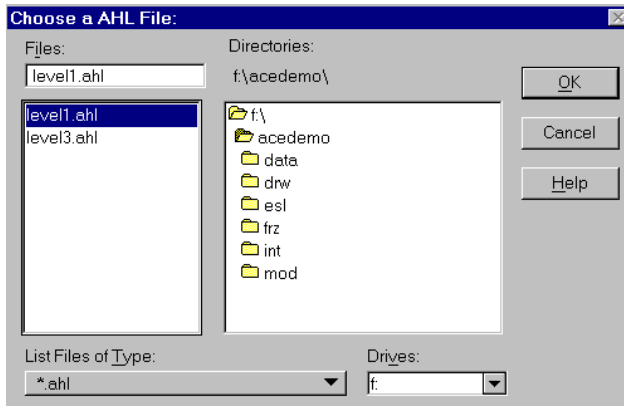 Choose a AHL File:
Files:
level1.ahl
level1.ahl
level3.ahl
Directories:
f:\acedemo\
f:\
acedemo
data
drw
esl
frz
int
mod
OK
Cancel
Help
List Files of Type:
*.ahl
Drives:
f: